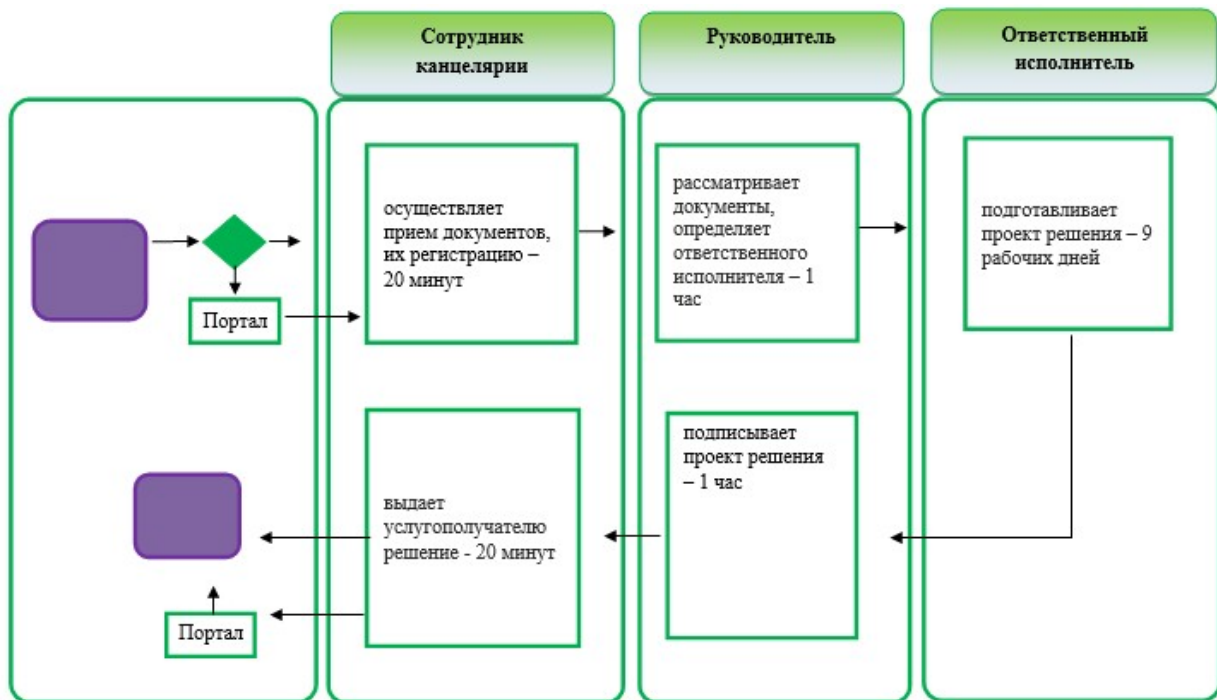 Сотрудник
канцелярии
Руководитель
Ответственный
исполнитель
осуществляет
прием документов,
их регистрацию –
20 минут
рассматривает
документы,
определяет
ответственного
исполнителя – 1
час
подготавливает
проект решения – 9
рабочих дней
Портал
подписывает
проект решения
– 1 час
выдает
услугополучателю
решение - 20 минут
Портал